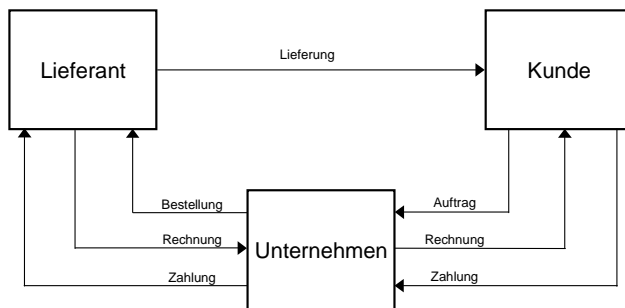 Lieferung
Lieferant
Kunde
Bestellung
Auftrag
Rechnung
Unternehmen
Rechnung
Zahlung
Zahlung